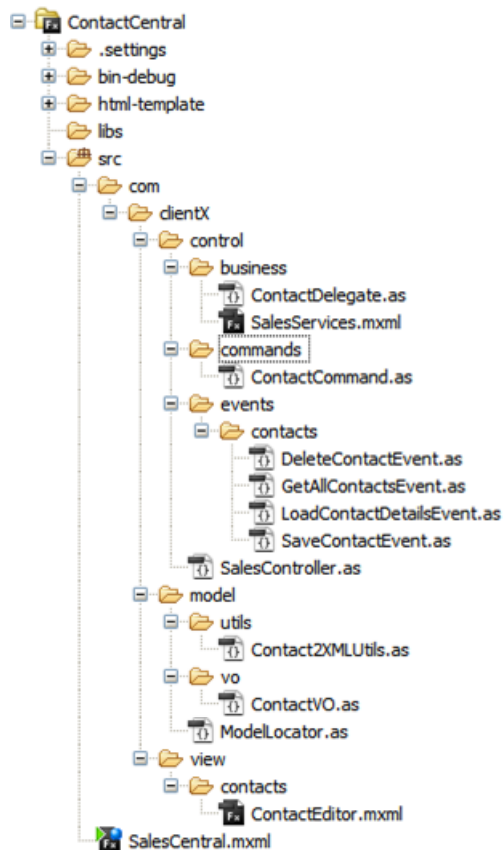 ContactCentral
.settings
bin-debug
html-template
libs
src
com
clientX
control
business
ContactDelegate.as
SalesServices.mxml
commands
ContactCommand.as
events
contacts
DeleteContactEvent.as
GetAllContactsEvent.as
LoadContactDetailsEvent.as
SaveContactEvent.as
SalesController.as
model
utils
Contact2XMLUtils.as
vo
ContactVO.as
ModelLocator.as
view
contacts
ContactEditor.mxml
SalesCentral.mxml